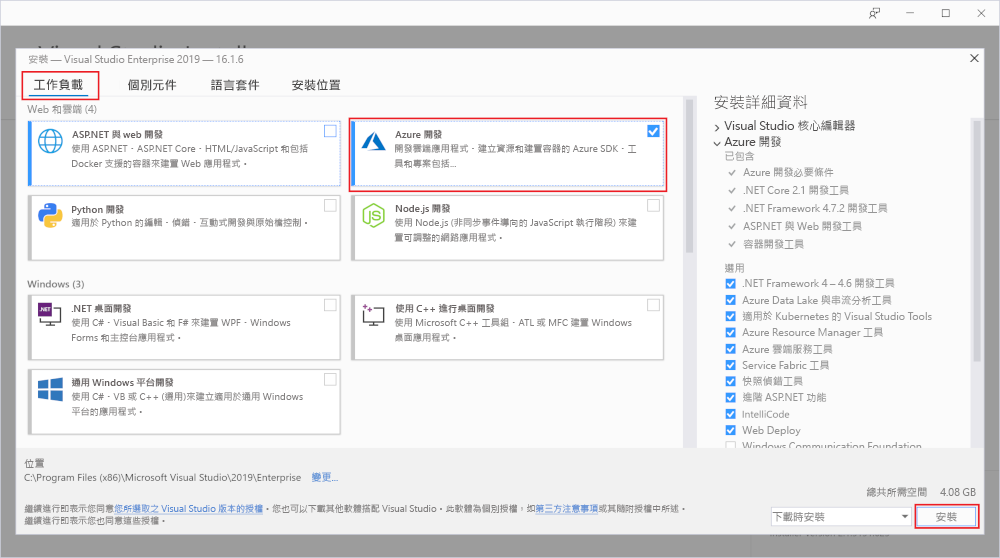 安裝 — Visual Studio Enterprise 2019 — 16.1.6
工作負載 個別元件 語言套件 安裝位置
Web 和雲端 (4)
ASP.NET 與 web 開發
使用 ASP.NET、ASP.NET Core、HTML/JavaScript 和包括
Docker 支援的容器來建置 Web 應用程式。
Azure 開發
開發雲端應用程式、建立資源和建置容器的 Azure SDK、工
具和專案包括...
Python 開發
適用於 Python 的編輯、偵錯、互動式開發與原始檔控制。
Node.js 開發
使用 Node.js (非同步事件導向的 JavaScript 執行階段) 來建
置可調整的網路應用程式。
Windows (3)
.NET 桌面開發
使用 C#、Visual Basic 和 F# 來建置 WPF、Windows
Forms 和主控台應用程式。
使用 C++ 進行桌面開發
使用 Microsoft C++ 工具組、ATL 或 MFC 建置 Windows
桌面應用程式。
通用 Windows 平台開發
使用 C#、VB 或 C++ (選用)來建立適用於通用 Windows
平台的應用程式。
安裝詳細資料
Visual Studio 核心編輯器
Azure 開發
已包含
Azure 開發必要條件
.NET Core 2.1 開發工具
.NET Framework 4.7.2 開發工具
ASP.NET 與 Web 開發工具
容器開發工具
選用
.NET Framework 4 – 4.6 開發工具
Azure Data Lake 與串流分析工具
適用於 Kubernetes 的 Visual Studio Tools
Azure Resource Manager 工具
Azure 雲端服務工具
Service Fabric 工具
快照偵錯工具
進階 ASP.NET 功能
IntelliCode
Web Deploy
Windows Communication Foundation
位置
C:\Program Files (x86)\Microsoft Visual Studio\2019\Enterprise 變更...
總共所需空間 4.08 GB
繼續進行即表示您同意您所選取之 Visual Studio 版本的授權。您也可以下載其他軟體搭配 Visual Studio。此軟體為個別授權，如第三方注意事項或其隨附授權中所述。
繼續進行即表示您也同意這些授權。
下載時安裝 安裝